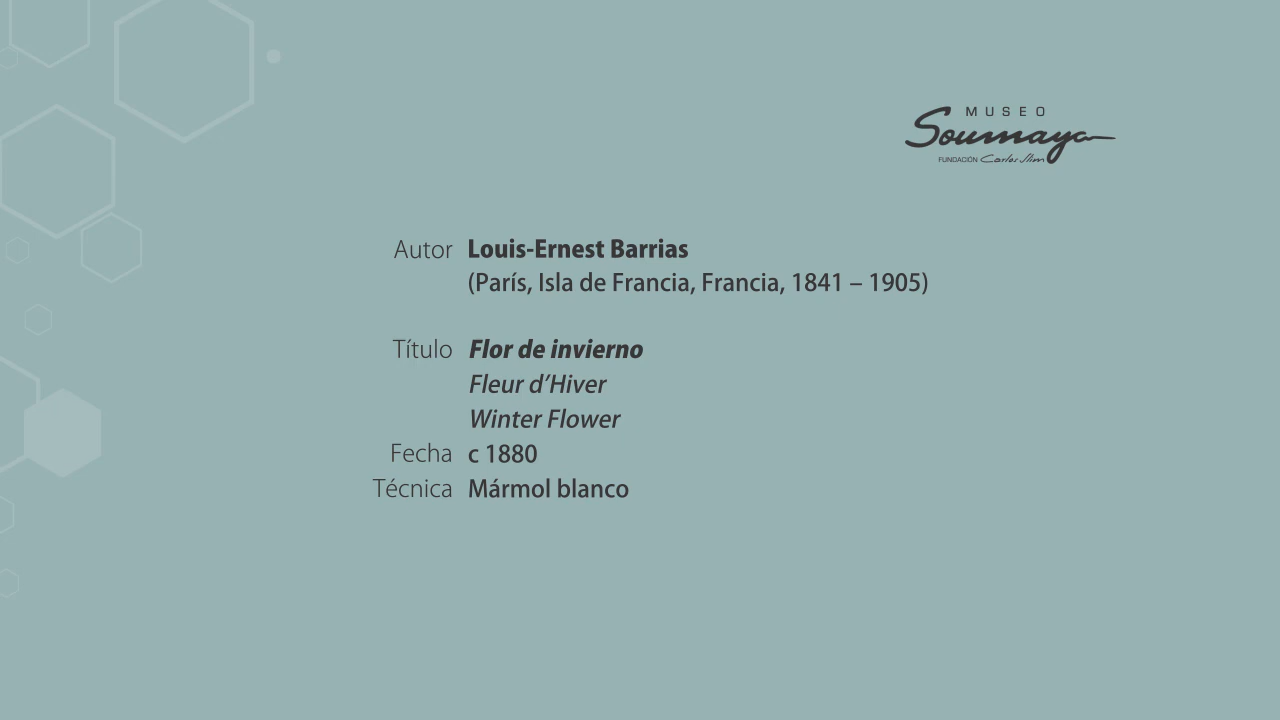 MUSEO
Soumaya
FUNDACIÓN Carlos Slim
Autor Louis-Ernest Barrias
(París, Isla de Francia, Francia, 1841 – 1905)
Título Flor de invierno
Fleur d’Hiver
Winter Flower
Fecha c 1880
Técnica Mármol blanco